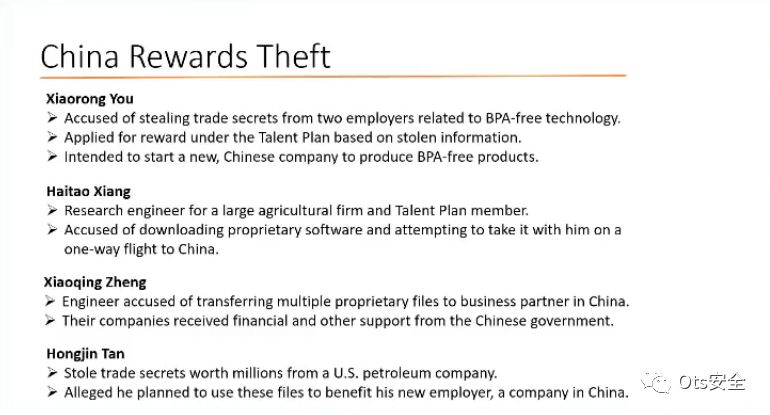 China Rewards Theft
Xiaorong You
➢ Accused of stealing trade secrets from two employers related to BPA-free technology.
➢ Applied for reward under the Talent Plan based on stolen information.
➢ Intended to start a new, Chinese company to produce BPA-free products.
Haitao Xiang
➢ Research engineer for a large agricultural firm and Talent Plan member.
➢ Accused of downloading proprietary software and attempting to take it with him on a
one-way flight to China.
Xiaoqing Zheng
➢ Engineer accused of transferring multiple proprietary files to business partner in China.
➢ Their companies received financial and other support from the Chinese government.
Hongjin Tan
➢ Stole trade secrets worth millions from a U.S. petroleum company.
➢ Alleged he planned to use these files to benefit his new employer, a company in China.
Ots安全